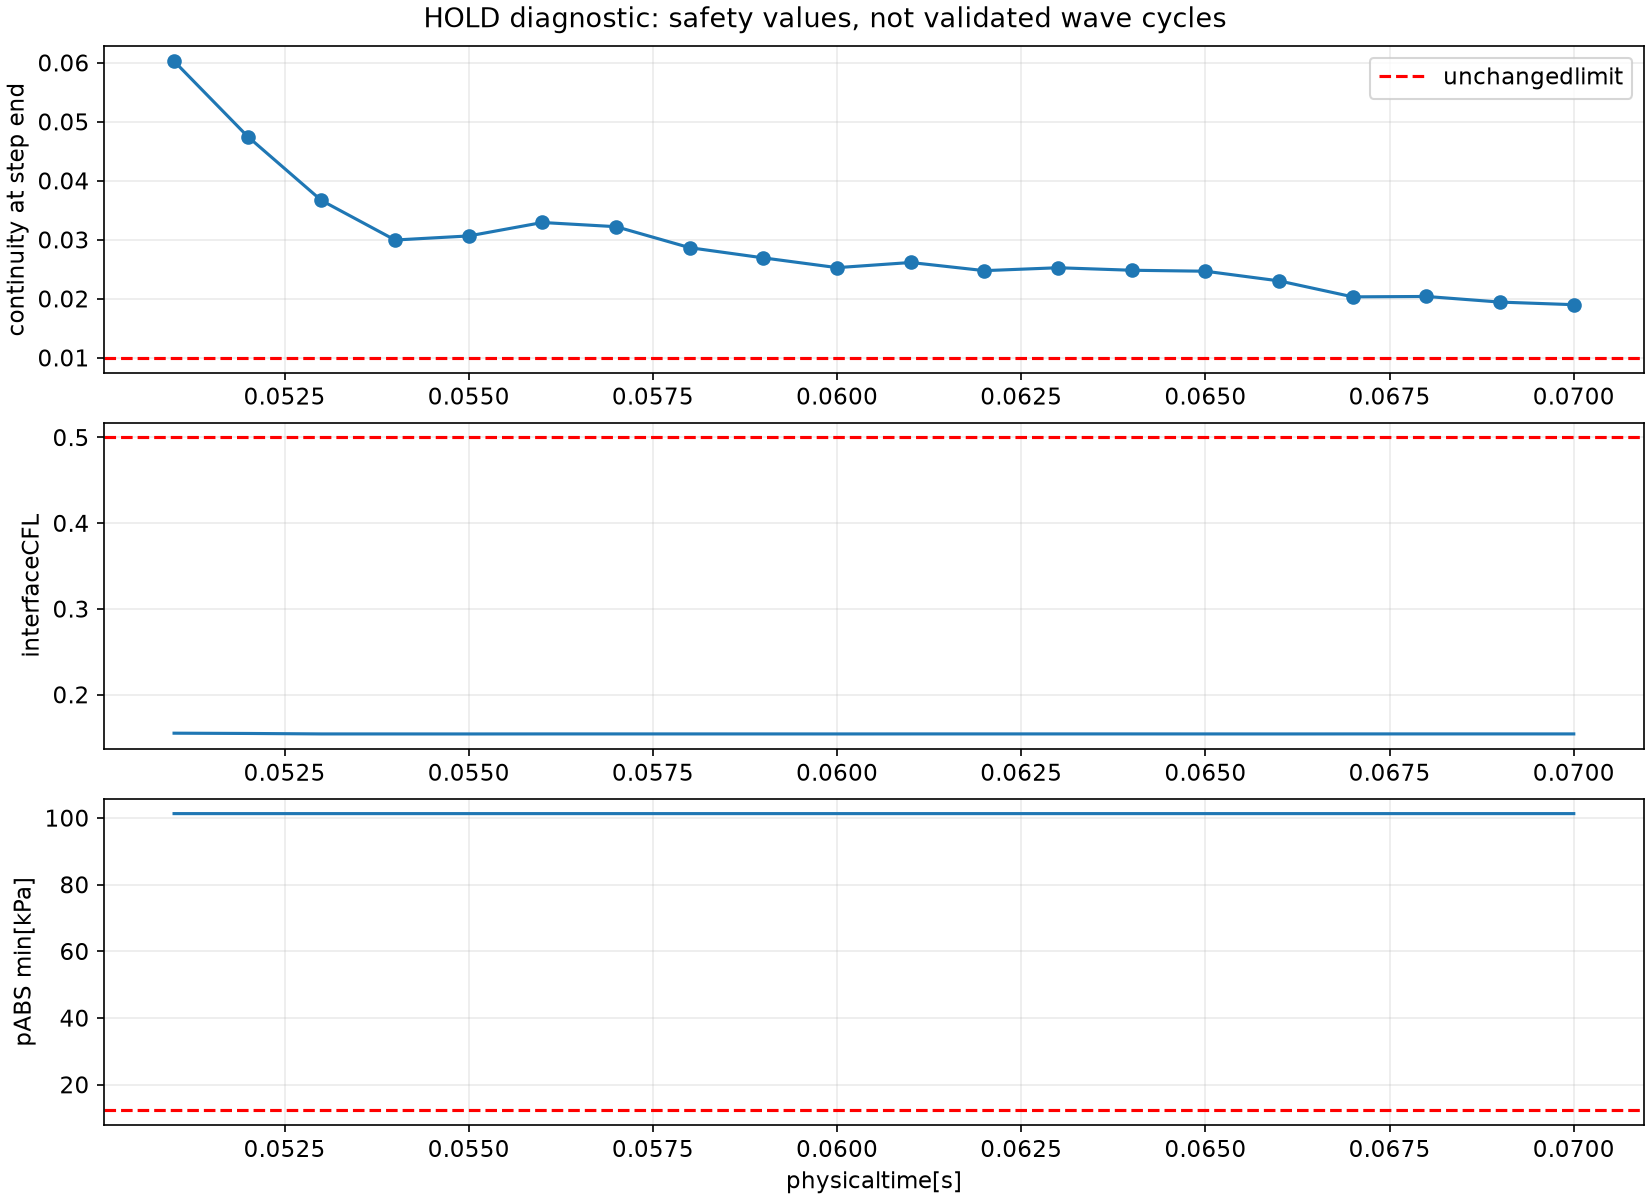 HOLD diagnostic: safety values, not validated wave cycles
continuity at step end
0.06
0.05
0.04
0.03
0.02
0.01
unchangedlimit
0.0525 0.0550 0.0575 0.0600 0.0625 0.0650 0.0675 0.0700
interfaceCFL
0.5
0.4
0.3
0.2
0.0525 0.0550 0.0575 0.0600 0.0625 0.0650 0.0675 0.0700
pABS min[kPa]
100
80
60
40
20
0.0525 0.0550 0.0575 0.0600 0.0625 0.0650 0.0675 0.0700
physicaltime[s]